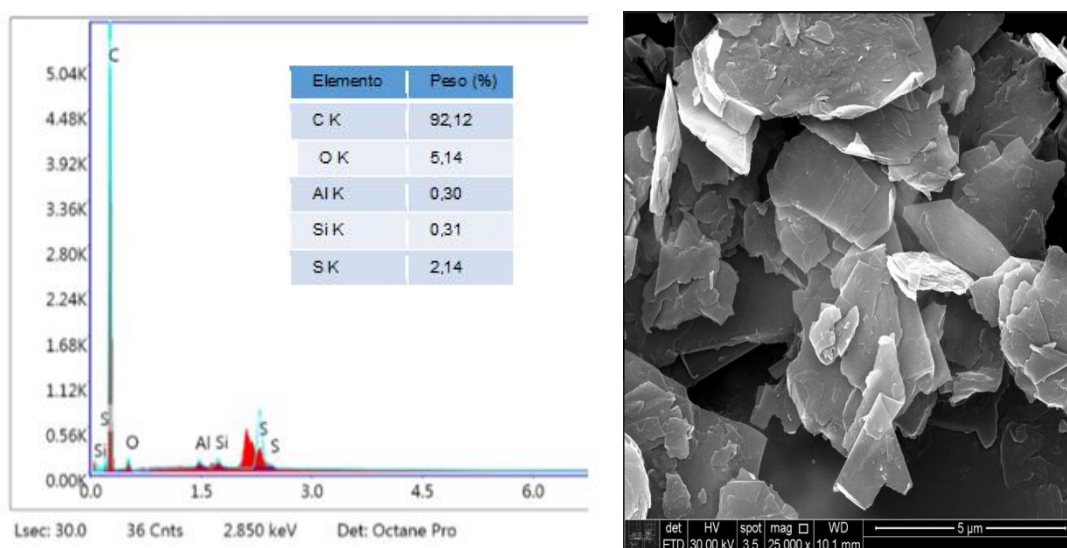 C
5.04K
4.48K
3.92K
3.36K
2.80K
2.24K
1.68K
1.12K
0.56K
0.00K
S
Si
O
Al Si
S
S
0.0 1.5 3.0 4.5 6.0
Lsec: 30.0 36 Cnts 2.850 keV Det: Octane Pro
Elemento Peso (%)
C K 92,12
O K 5,14
Al K 0,30
Si K 0,31
S K 2,14
det HV spot mag WD
ETD 30.00 kV 3.5 25 000 x 10.1 mm
5 µm